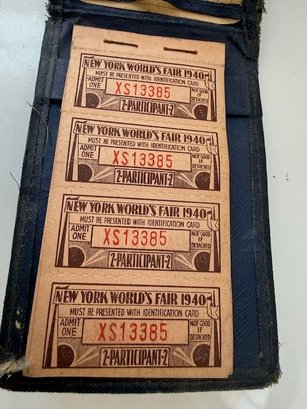 NEW YORK WORLD'S FAIR 1940
MUST BE PRESENTED WITH IDENTIFICATION CARD
ADMIT ONE XS13385 NOT GOOD IF DETACHED
2-PARTICIPANT-2
NEW YORK WORLD'S FAIR 1940
MUST BE PRESENTED WITH IDENTIFICATION CARD
ADMIT ONE XS13385 NOT GOOD IF DETACHED
2-PARTICIPANT-2
NEW YORK WORLD'S FAIR 1940
MUST BE PRESENTED WITH IDENTIFICATION CARD
ADMIT ONE XS13385 NOT GOOD IF DETACHED
2-PARTICIPANT-2
NEW YORK WORLD'S FAIR 1940
MUST BE PRESENTED WITH IDENTIFICATION CARD
ADMIT ONE XS13385 NOT GOOD IF DETACHED
2-PARTICIPANT-2